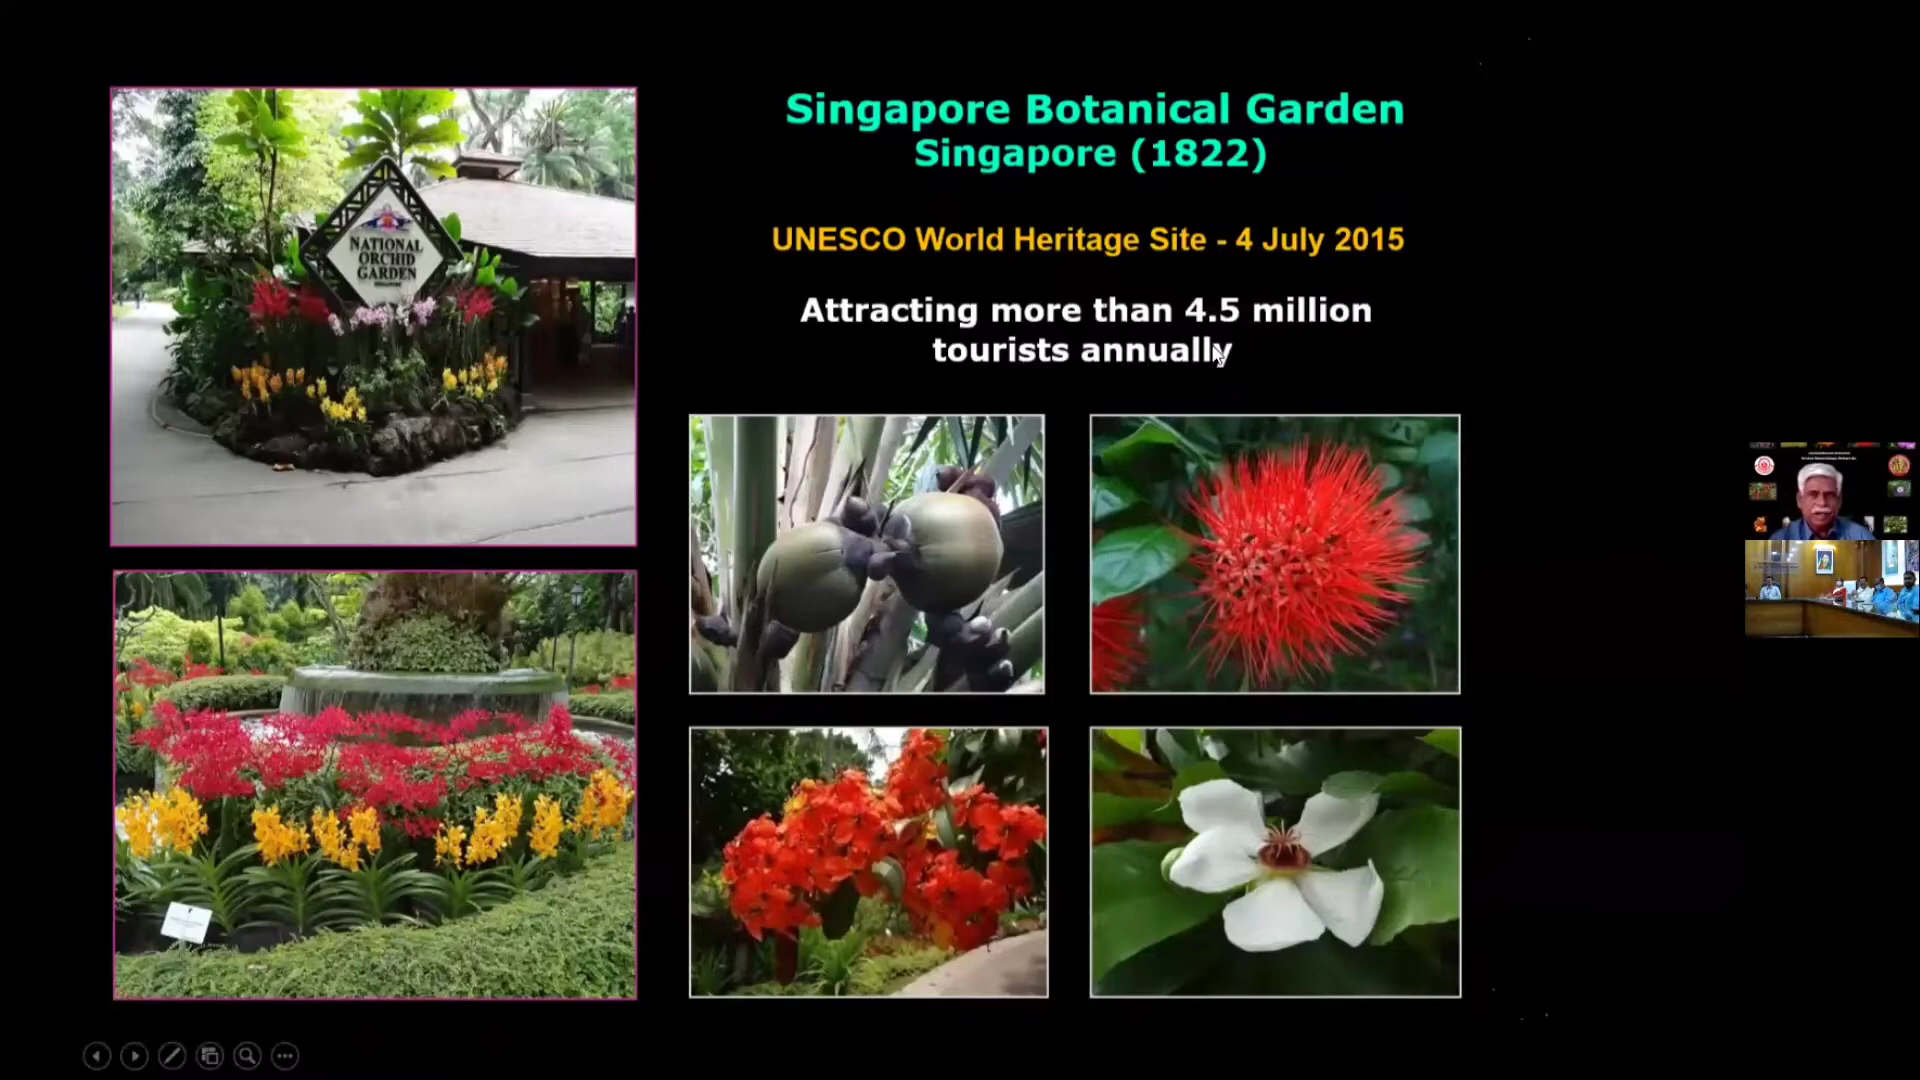 Singapore Botanical Garden
Singapore (1822)
UNESCO World Heritage Site - 4 July 2015
Attracting more than 4.5 million
tourists annually
NATIONAL
ORCHID
GARDEN